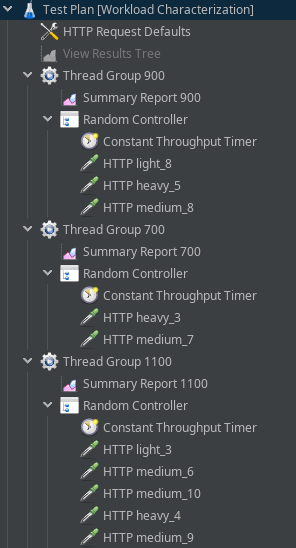 Test Plan [Workload Characterization]
HTTP Request Defaults
View Results Tree
Thread Group 900
Summary Report 900
Random Controller
Constant Throughput Timer
HTTP light_8
HTTP heavy_5
HTTP medium_8
Thread Group 700
Summary Report 700
Random Controller
Constant Throughput Timer
HTTP heavy_3
HTTP medium_7
Thread Group 1100
Summary Report 1100
Random Controller
Constant Throughput Timer
HTTP light_3
HTTP medium_6
HTTP medium_10
HTTP heavy_4
HTTP medium_9